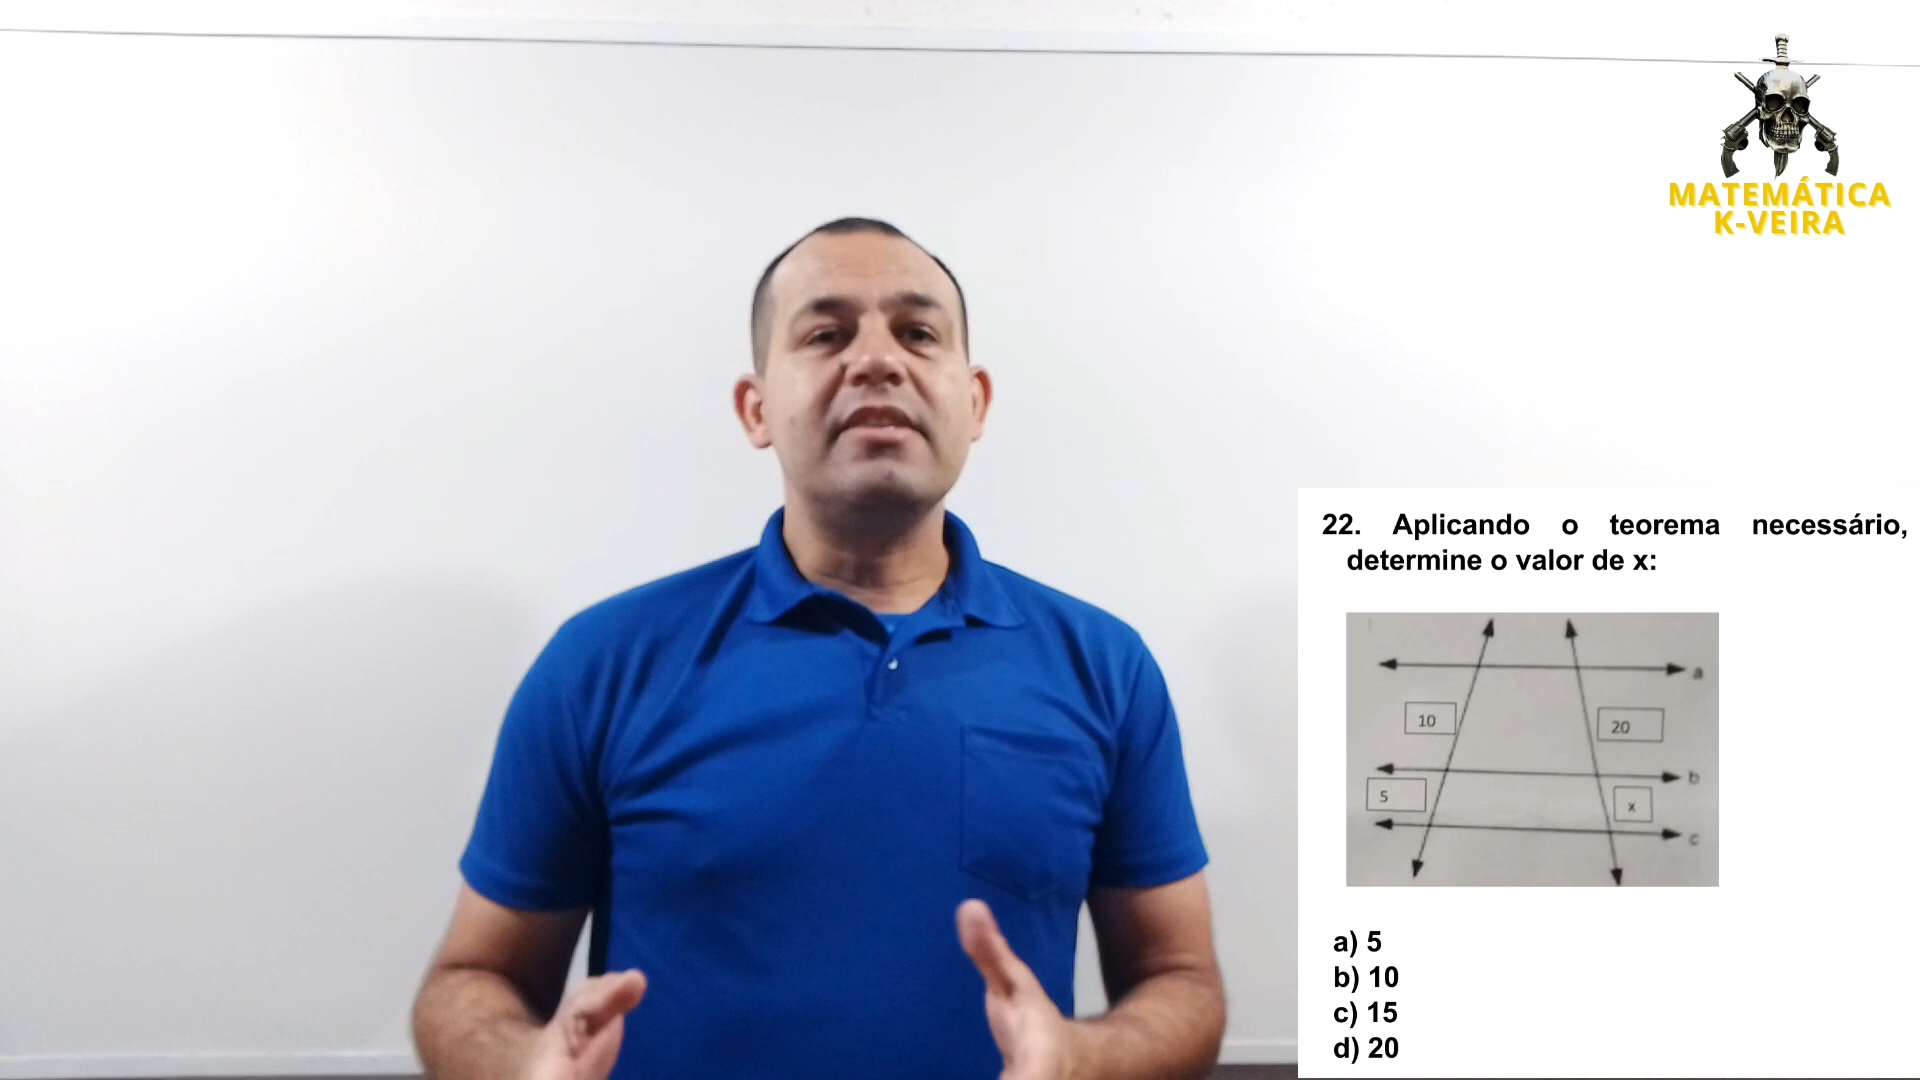 MATEMÁTICA
K-VEIRA
22. Aplicando o teorema necessário,
determine o valor de x:
a
10
20
b
5
x
c
a) 5
b) 10
c) 15
d) 20